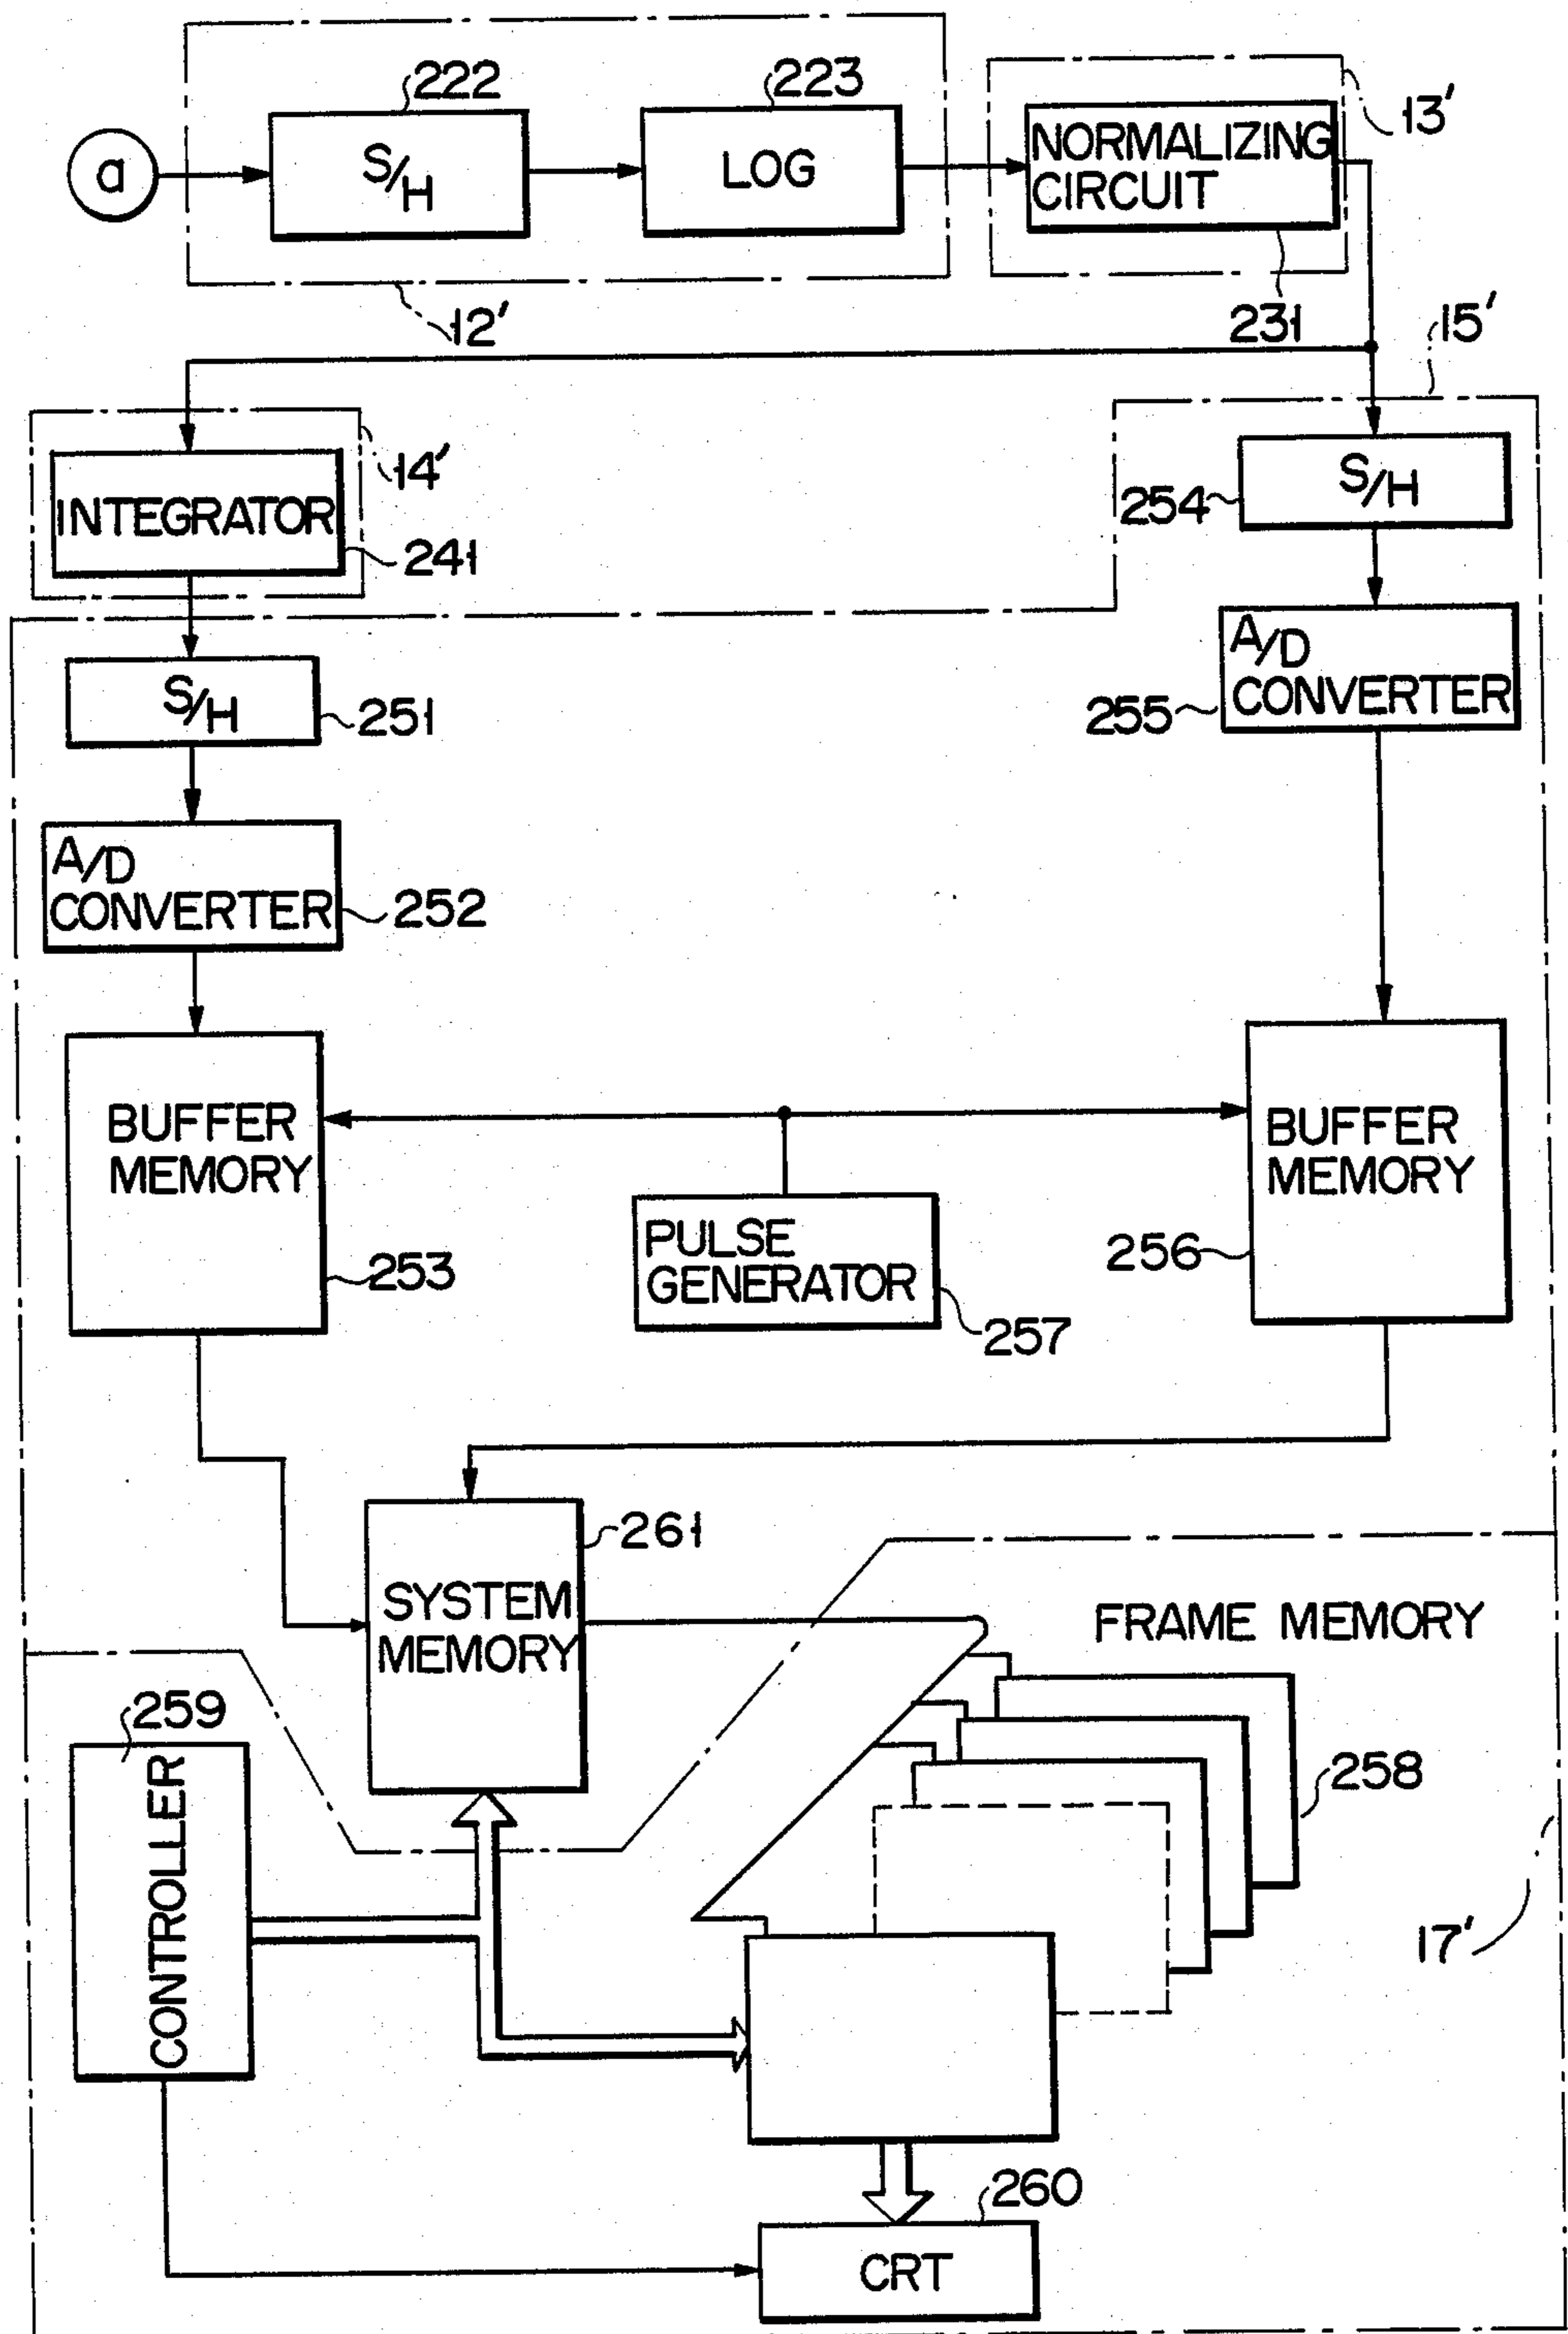 222
223
13'
a
S/H
LOG
NORMALIZING
CIRCUIT
12'
231
15'
14'
INTEGRATOR
241
254
S/H
S/H
251
A/D
CONVERTER
255
A/D
CONVERTER
252
BUFFER
MEMORY
253
BUFFER
MEMORY
256
PULSE
GENERATOR
257
261
SYSTEM
MEMORY
FRAME MEMORY
259
CONTROLLER
258
17'
260
CRT